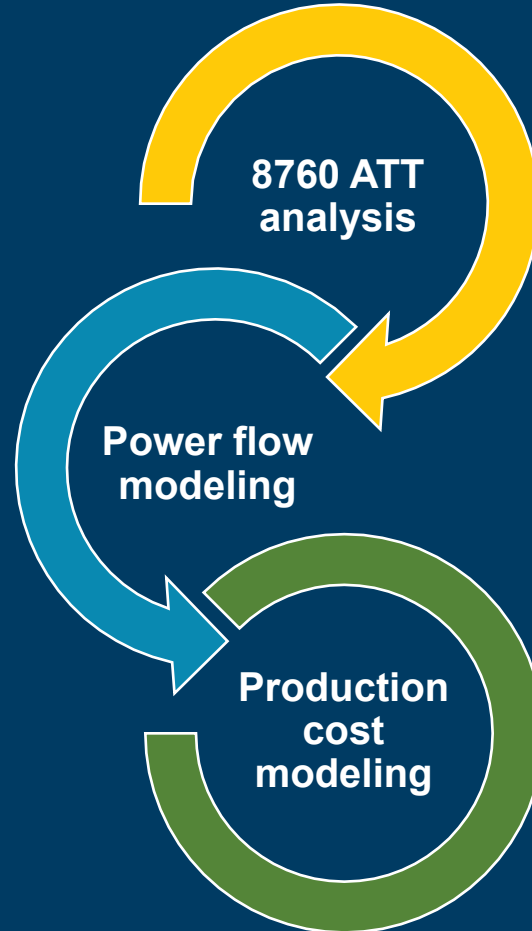 8760 ATT
analysis
Power flow
modeling
Production
cost
modeling